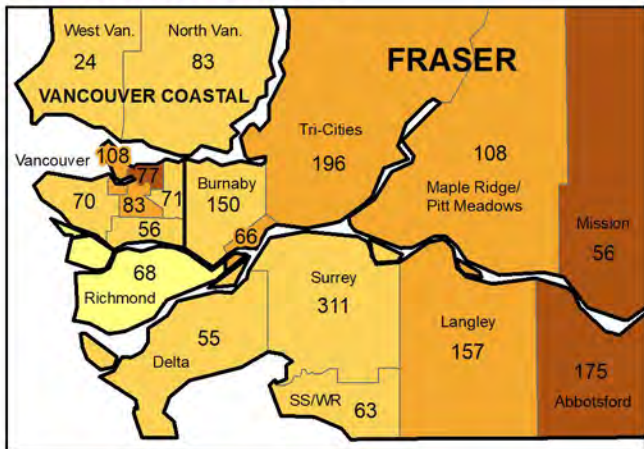 West Van.
24
North Van.
83
VANCOUVER COASTAL
FRASER
Tri-Cities
196
108
Maple Ridge/
Pitt Meadows
Mission
56
Vancouver
108
77
70
83
71
56
Burnaby
150
66
68
Richmond
55
Delta
Surrey
311
SS/WR
63
Langley
157
175
Abbotsford